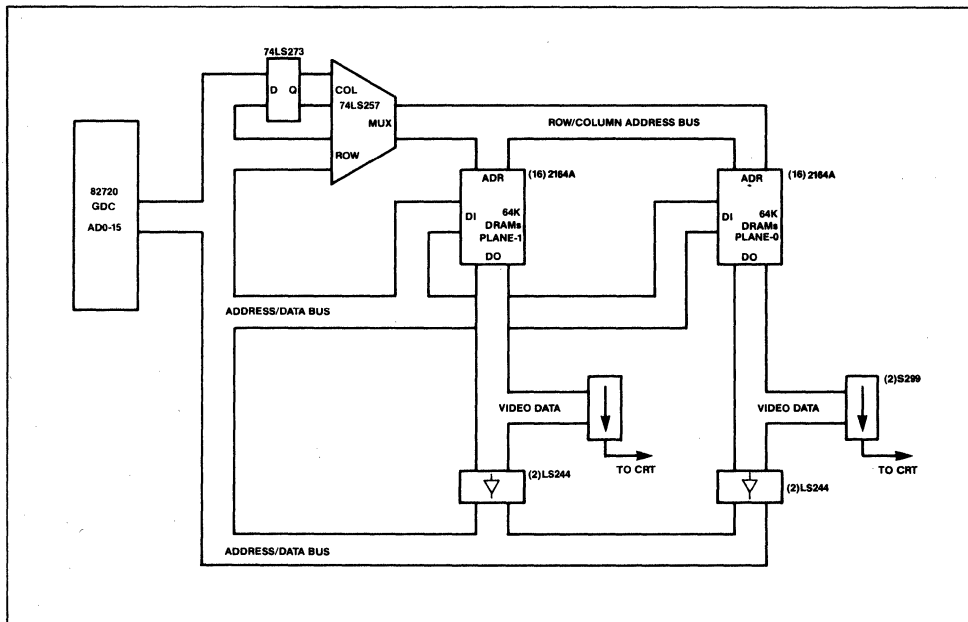 74LS273
D Q
COL
74LS257
MUX
ROW
ROW/COLUMN ADDRESS BUS
82720
GDC
AD0-15
(16) 2164A
ADR
DI
64K
DRAMs
PLANE-1
DO
(16) 2164A
ADR
DI
64K
DRAMs
PLANE-0
DO
ADDRESS/DATA BUS
(2)S299
VIDEO DATA
TO CRT
VIDEO DATA
TO CRT
(2)LS244
(2)LS244
ADDRESS/DATA BUS